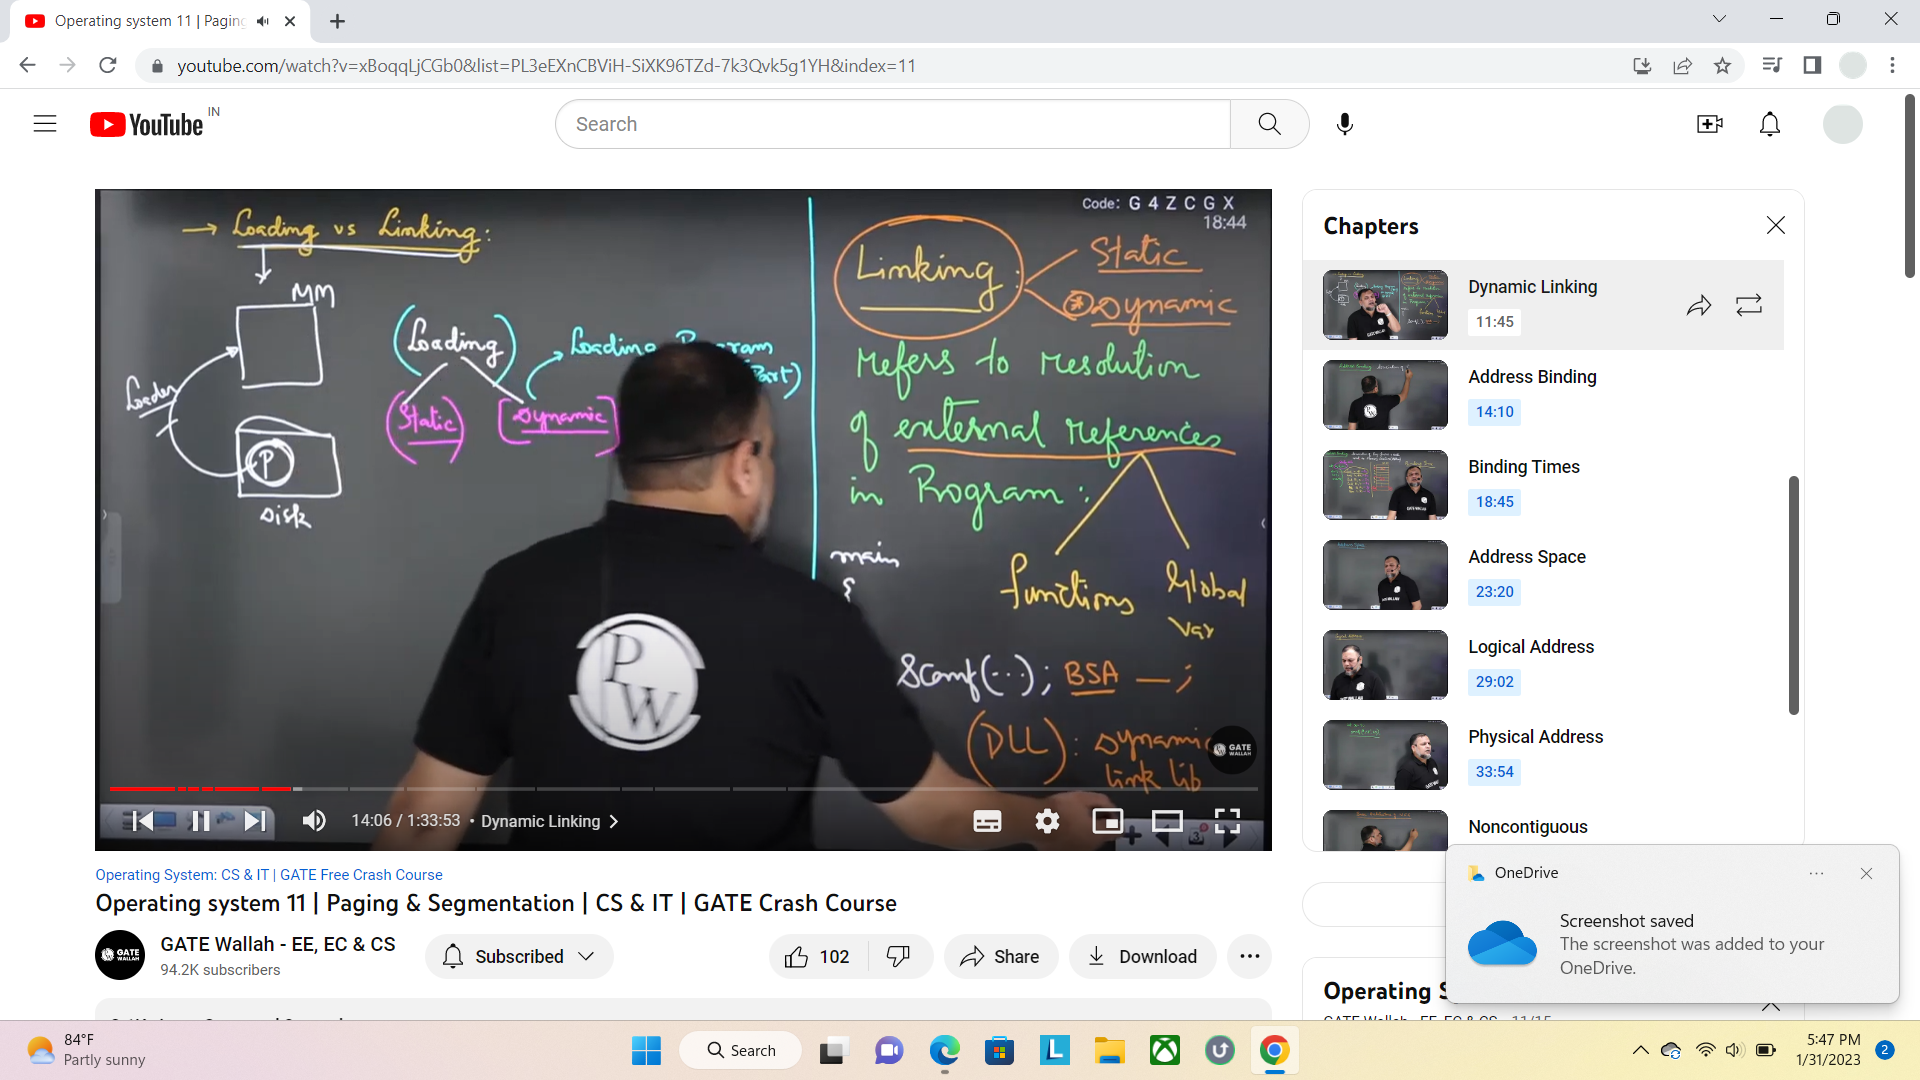 Operating system 11 | Paging
youtube.com/watch?v=xBoqqLjCGb0&list=PL3eEXnCBViH-SiXK96TZd-7k3Qvk5g1YH&index=11
YouTube IN
Search
Code: G 4 Z C G X
18:44
→ Loading vs Linking:
MM
Loader
P
Disk
(Loading)
Loading Program
Part)
(Static)
[Dynamic]
Linking:
Static
* Dynamic
refers to resolution
of external references
in Program:
main
{
functions
Global
var
Scanf(...); BSA — ;
(DLL): Dynamic
link lib
PW
GATE
WALLAH
14:06 / 1:33:53 • Dynamic Linking
Chapters
Dynamic Linking
11:45
Address Binding
14:10
Binding Times
18:45
Address Space
23:20
Logical Address
29:02
Physical Address
33:54
Noncontiguous
Operating System: CS & IT | GATE Free Crash Course
Operating system 11 | Paging & Segmentation | CS & IT | GATE Crash Course
GATE
WALLAH
GATE Wallah - EE, EC & CS
94.2K subscribers
Subscribed
102
Share
Download
OneDrive
Screenshot saved
The screenshot was added to your
OneDrive.
Operating
84°F
Partly sunny
Search
5:47 PM
1/31/2023
2